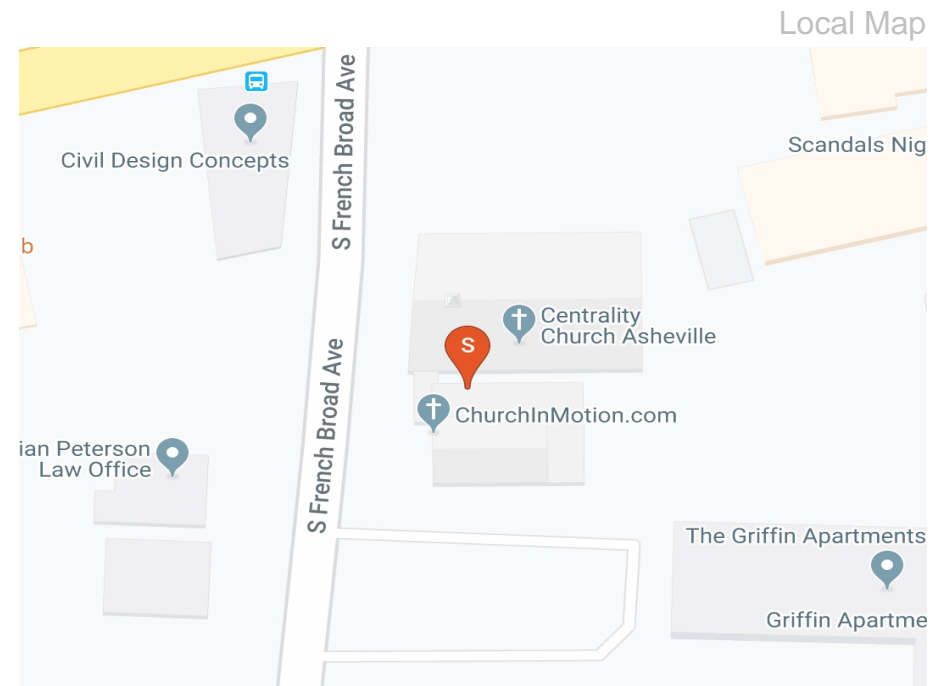 Local Map
S French Broad Ave
Civil Design Concepts
Scandals Nig
b
Centrality
Church Asheville
S
ChurchInMotion.com
S French Broad Ave
ian Peterson
Law Office
The Griffin Apartments
Griffin Apartme